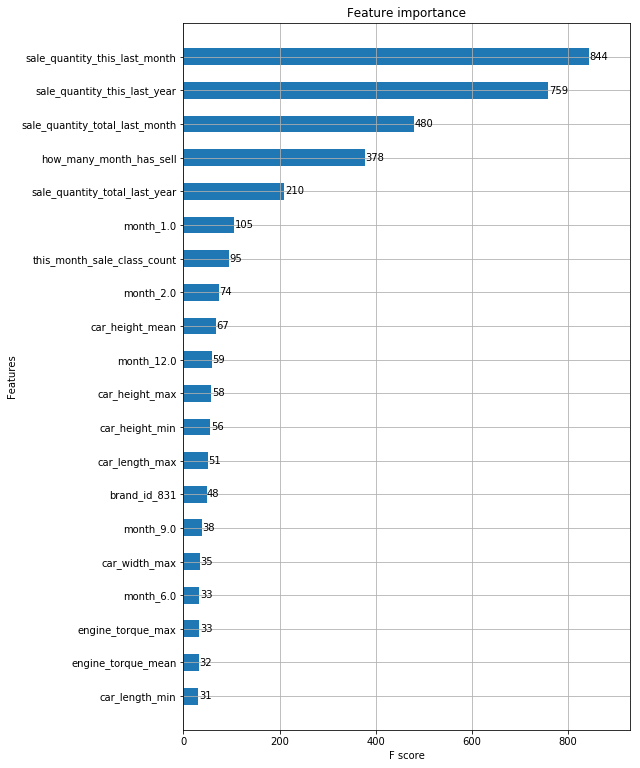 Feature importance
sale_quantity_this_last_month 844
sale_quantity_this_last_year 759
sale_quantity_total_last_month 480
how_many_month_has_sell 378
sale_quantity_total_last_year 210
month_1.0 105
this_month_sale_class_count 95
month_2.0 74
car_height_mean 67
month_12.0 59
car_height_max 58
car_height_min 56
car_length_max 51
brand_id_831 48
month_9.0 38
car_width_max 35
month_6.0 33
engine_torque_max 33
engine_torque_mean 32
car_length_min 31
Features
0 200 400 600 800
F score